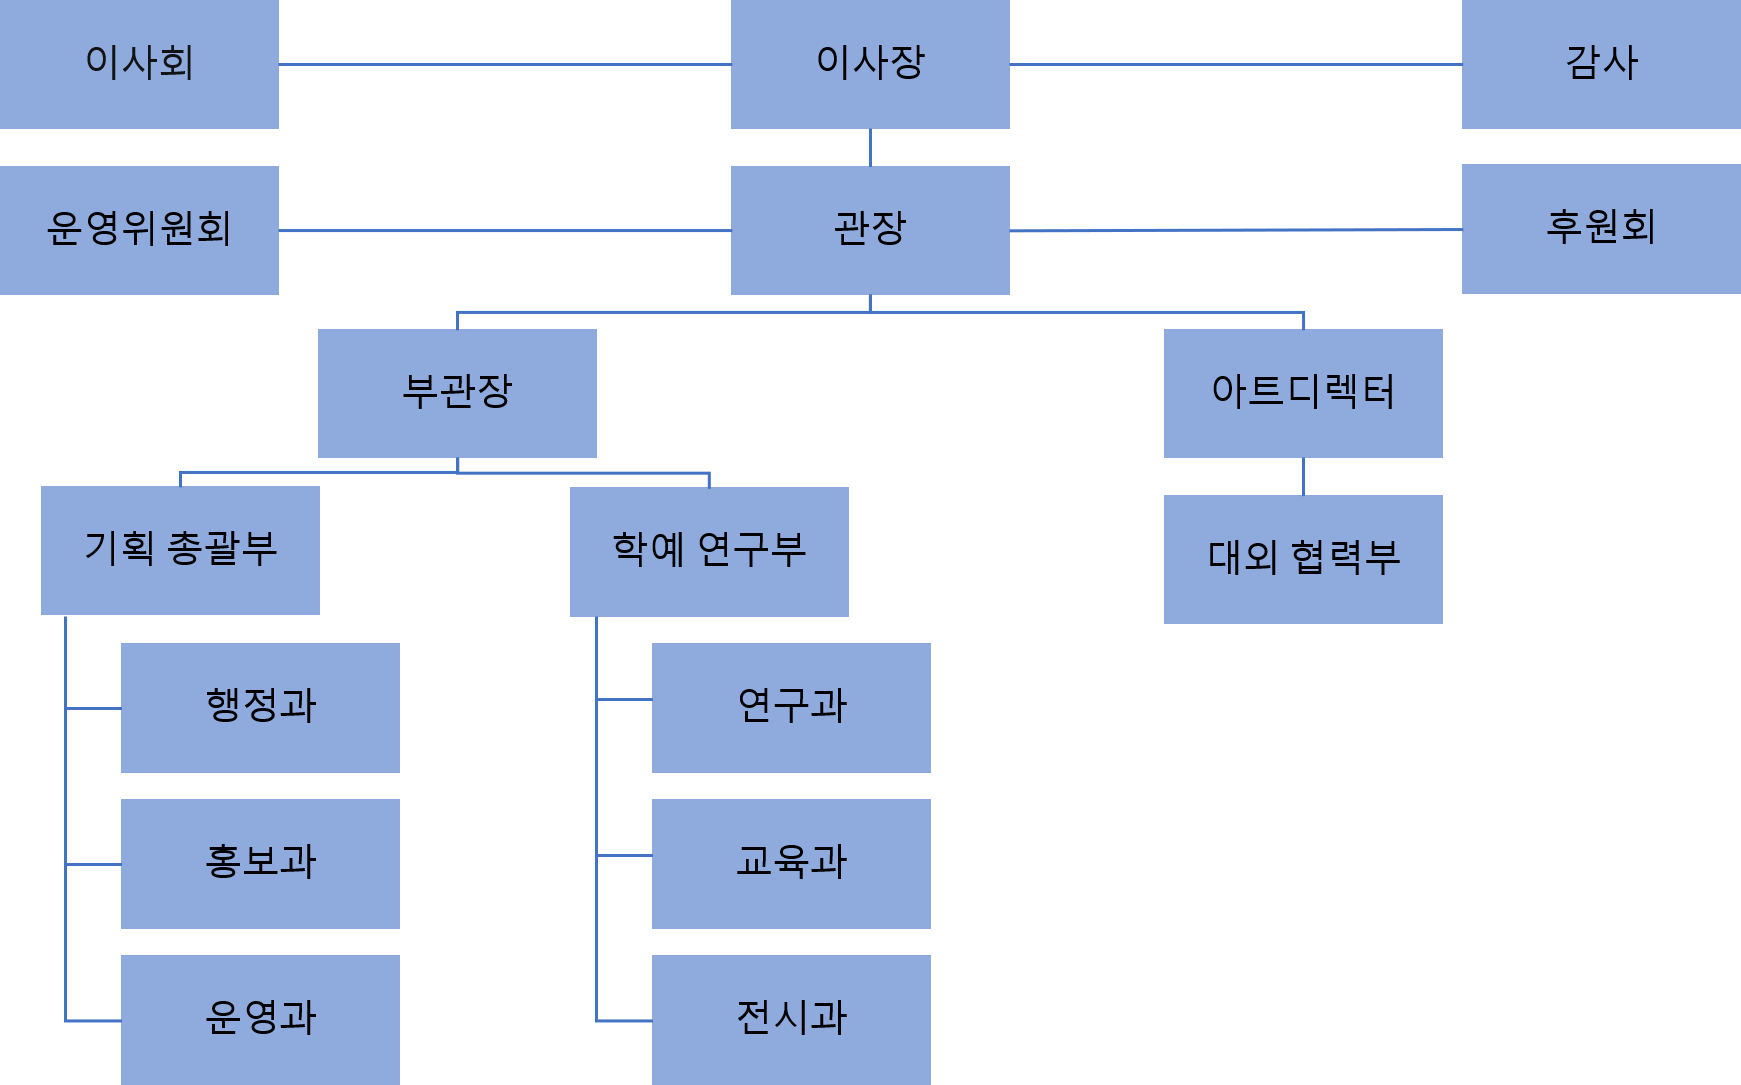 이사회
이사장
감사
운영위원회
관장
후원회
부관장
아트디렉터
기획 총괄부
학예 연구부
대외 협력부
행정과
연구과
홍보과
교육과
운영과
전시과